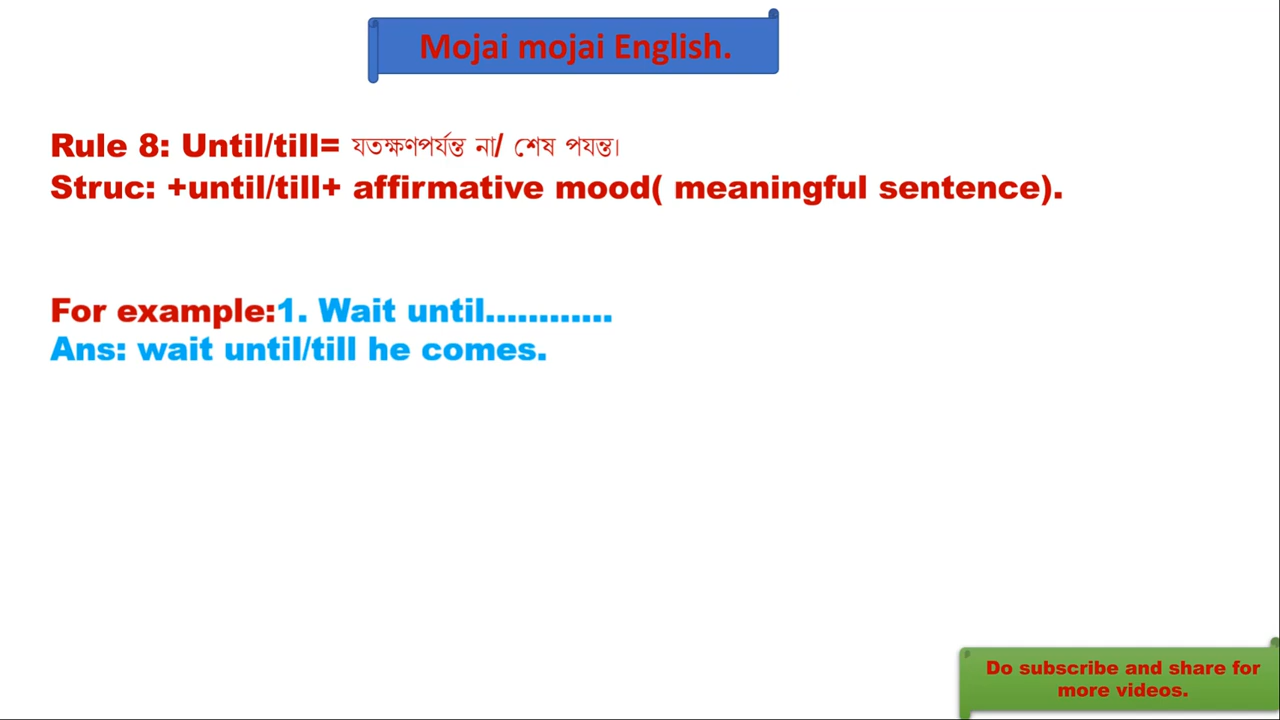 Mojai mojai English.
Rule 8: Until/till= যতক্ষণপর্যন্ত না/ শেষ পযন্ত।
Struc: +until/till+ affirmative mood( meaningful sentence).
For example:1. Wait until............
Ans: wait until/till he comes.
Do subscribe and share for
more videos.